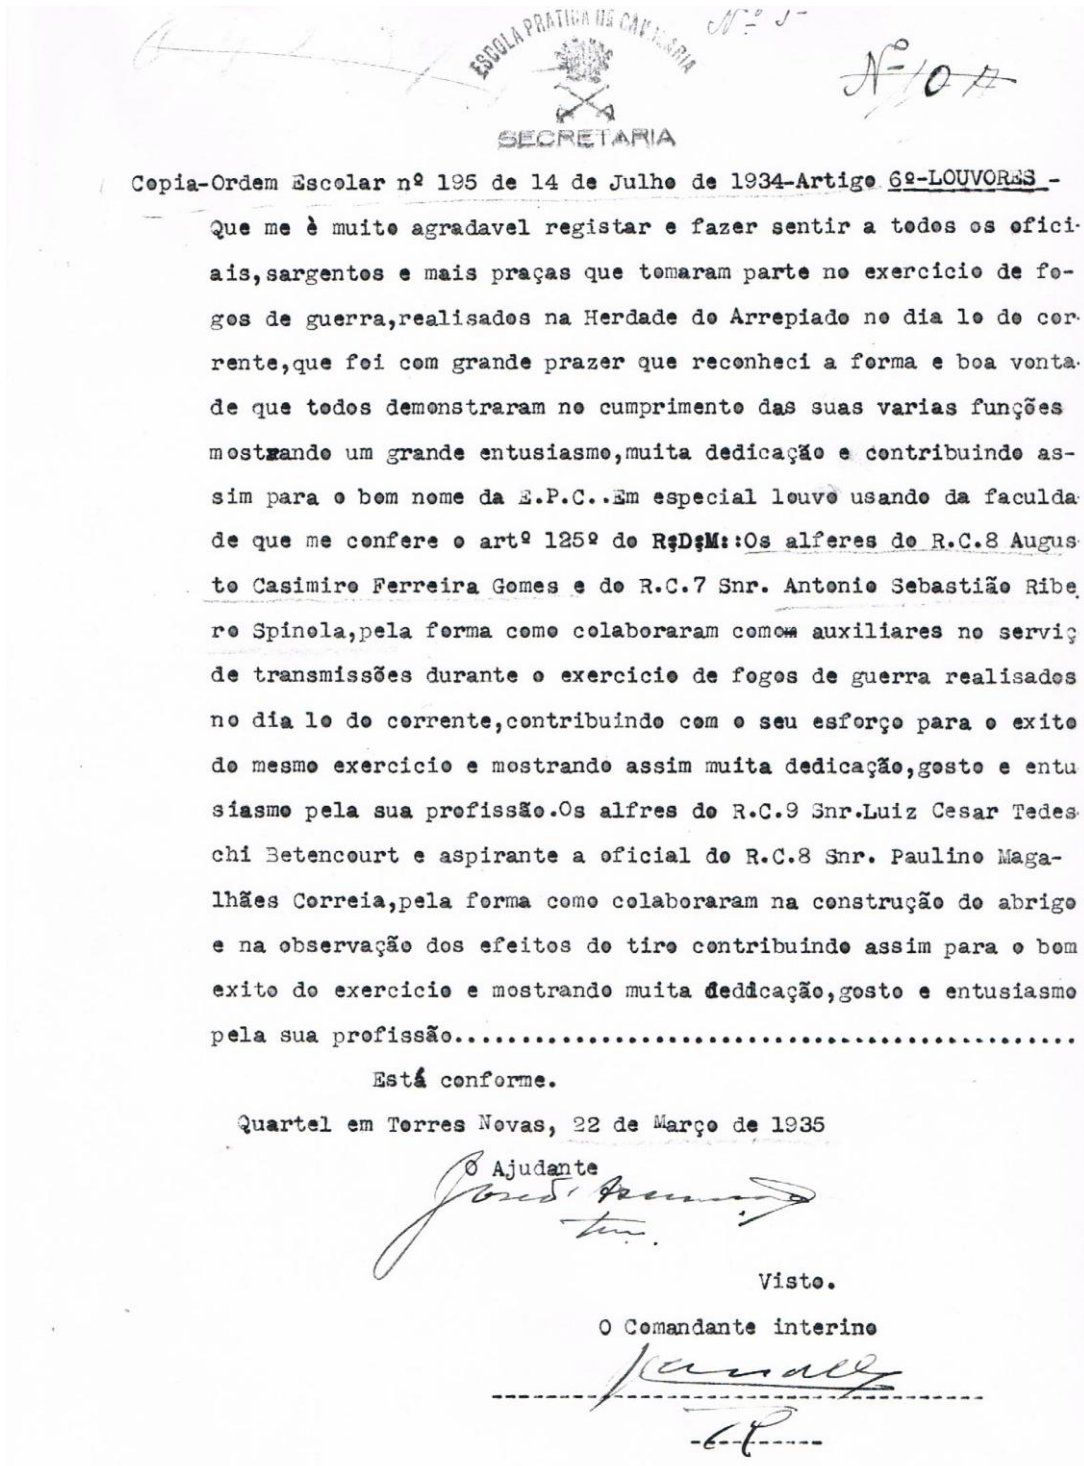 ESCOLA PRATICA DE CAVALARIA
SECRETARIA
Nº 5
Nº 10
Copia-Ordem Escolar nº 195 de 14 de Julho de 1934-Artigo 6º-LOUVORES -
Que me è muito agradavel registar e fazer sentir a todos os ofici-
ais,sargentos e mais praças que tomaram parte no exercicio de fo-
gos de guerra,realisados na Herdade do Arrepiado no dia lo do cor-
rente,que foi com grande prazer que reconheci a forma e boa vonta-
de que todos demonstraram no cumprimento das suas varias funções
mostrando um grande entusiasmo,muita dedicação e contribuindo as-
sim para o bom nome da E.P.C..Em especial louvo usando da faculda
de que me confere o artº 125º do R:D:M::Os alferes do R.C.8 Augus
to Casimiro Ferreira Gomes e do R.C.7 Snr. Antonio Sebastião Ribe
ro Spinola,pela forma como colaboraram como auxiliares no serviç
de transmissões durante o exercicio de fogos de guerra realisados
no dia lo do corrente,contribuindo com o seu esforço para o exito
do mesmo exercicio e mostrando assim muita dedicação,gosto e entu
siasmo pela sua profissão.Os alfres do R.C.9 Snr.Luiz Cesar Tedes-
chi Betencourt e aspirante a oficial do R.C.8 Snr. Paulino Maga-
lhães Correia,pela forma como colaboraram na construção do abrigo
e na observação dos efeitos do tiro contribuindo assim para o bom
exito do exercicio e mostrando muita dedicação,gosto e entusiasmo
pela sua profissão...............................................
Está conforme.
Quartel em Torres Novas, 22 de Março de 1935
O Ajudante
Ten.
Visto.
O Comandante interino